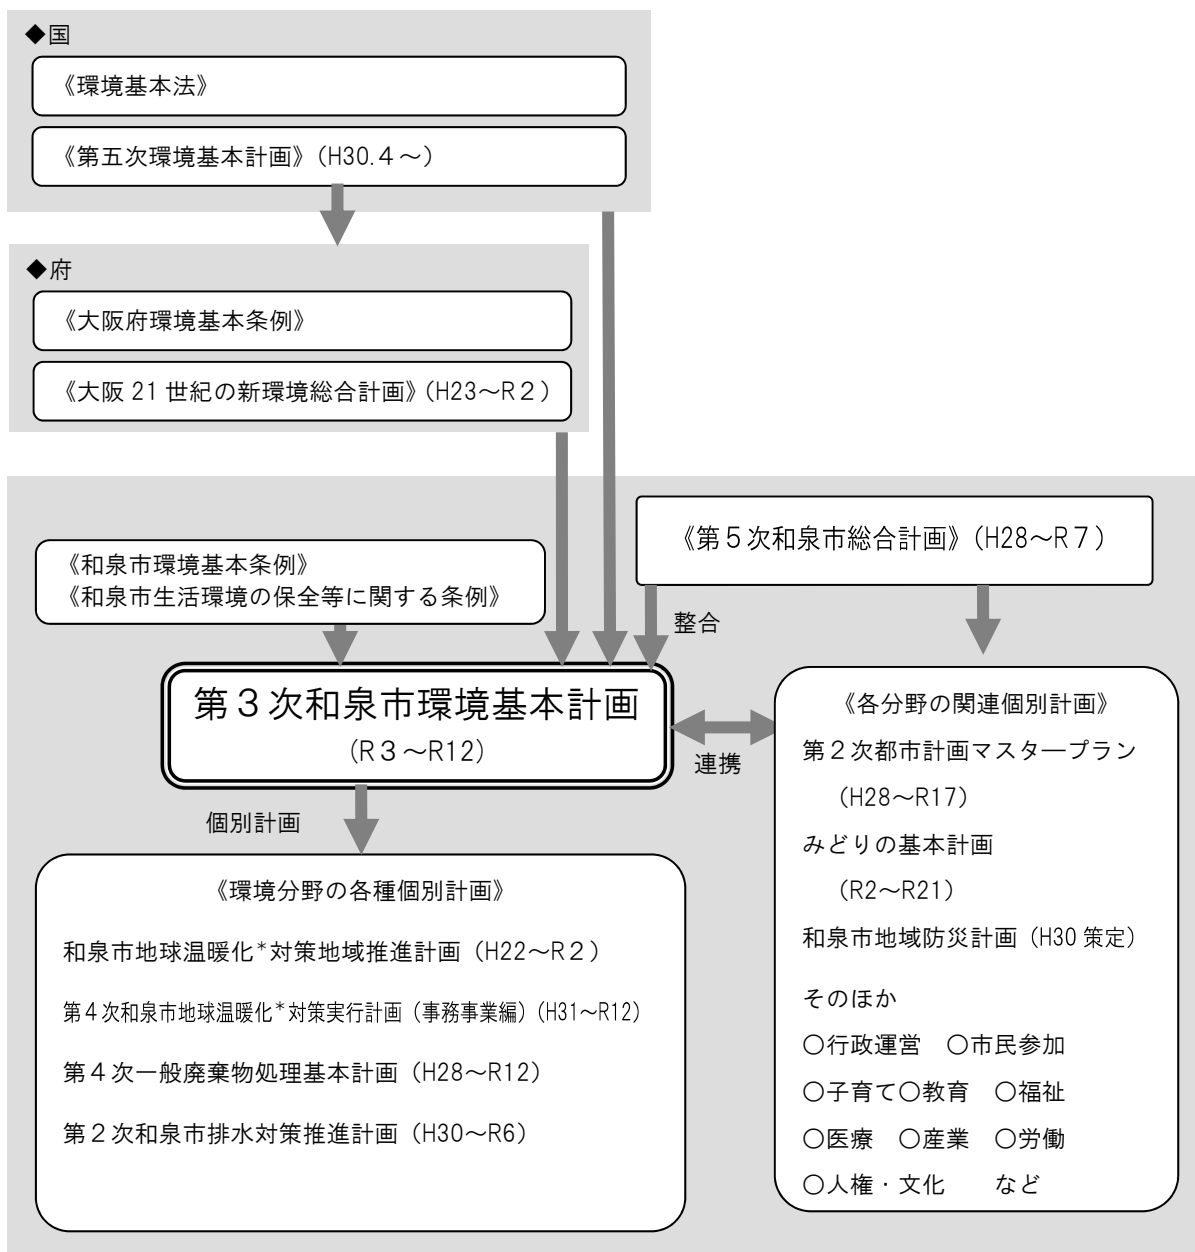 ◆国
《環境基本法》
《第五次環境基本計画》(H30.4~)
◆府
《大阪府環境基本条例》
《大阪 21 世紀の新環境総合計画》(H23~R2)
《第5次和泉市総合計画》(H28~R7)
《和泉市環境基本条例》
《和泉市生活環境の保全等に関する条例》
整合
第3次和泉市環境基本計画
(R3~R12)
連携
個別計画
《環境分野の各種個別計画》
和泉市地球温暖化*対策地域推進計画(H22~R2)
第4次和泉市地球温暖化*対策実行計画(事務事業編)(H31~R12)
第4次一般廃棄物処理基本計画(H28~R12)
第2次和泉市排水対策推進計画(H30~R6)
《各分野の関連個別計画》
第2次都市計画マスタープラン
(H28~R17)
みどりの基本計画
(R2~R21)
和泉市地域防災計画(H30 策定)
そのほか
○行政運営 ○市民参加
○子育て○教育 ○福祉
○医療 ○産業 ○労働
○人権・文化 など